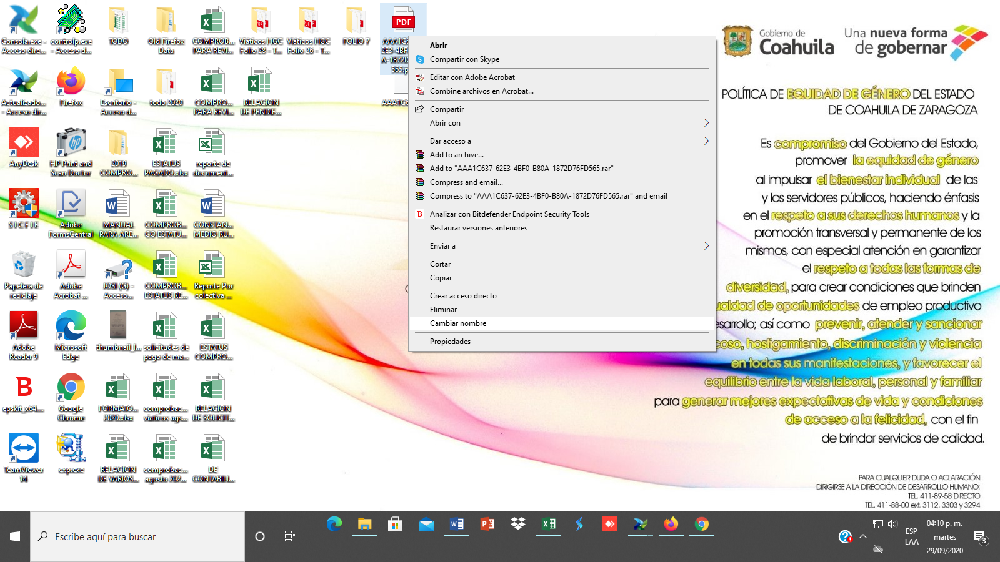 Consola.exe -
Acceso dire...
controlp.exe
- Acceso d...
TODO
Old Firefox
Data
COMPROB...
PARA REVI...
Viaticos HGC
Folio 28 - T...
Viaticos HGC
Folio 26 - T...
FOLIO 7
PDF
Actualizado...
- Acceso dir...
Firefox
Escritorio -
Acceso d...
todo 2020
COMPRO...
PARA REVI...
RELACION
DE PENDIE...
AnyDesk
HP Print and
Scan Doctor
2019
COMPRO...
ESTATUS
PAGADO.xlsx
reporte de
document...
S I C F I E
Adobe
FormsCentral
MANUAL
PARA ARE...
COMPROB...
CO ESTATU...
CONSTAN...
MEDIO RU...
Papelera de
reciclaje
Adobe
Acrobat ...
JOSI (G) -
Acceso...
COMPROB...
ESTATUS RE...
Reporte Por
colectiva ...
Adobe
Reader 9
Microsoft
Edge
thumbnail_I...
solicitudes de
pago de ma...
ESTATUS
COMPRO...
epskit_x64....
Google
Chrome
FORMATO...
2020.xlsx
comprobac...
viaticos ags...
RELACION
DE SOLICIT...
TeamViewer
14
cxp.exe
RELACION
DE VARIOS...
comprobac...
agosto 202...
DE
CONTABILI...
Abrir
Compartir con Skype
Editar con Adobe Acrobat
Combine archivos en Acrobat...
Compartir
Abrir con
Dar acceso a
Add to archive...
Add to "AAA1C637-62E3-4BF0-B80A-1872D76FD565.rar"
Compress and email...
Compress to "AAA1C637-62E3-4BF0-B80A-1872D76FD565.rar" and email
Analizar con Bitdefender Endpoint Security Tools
Restaurar versiones anteriores
Enviar a
Cortar
Copiar
Crear acceso directo
Eliminar
Cambiar nombre
Propiedades
Gobierno de
Coahuila
Una nueva forma
de gobernar
POLÍTICA DE EQUIDAD DE GÉNERO DEL ESTADO
DE COAHUILA DE ZARAGOZA
Es compromiso del Gobierno del Estado,
promover la equidad de género
al impulsar el bienestar individual de las
y los servidores públicos, haciendo énfasis
en el respeto a sus derechos humanos y la
promoción transversal y permanente de los
mismos, con especial atención en garantizar
el respeto a todas las formas de
diversidad, para crear condiciones que brinden
ualdad de oportunidades de empleo productivo
esarrollo; así como prevenir, atender y sancionar
coso, hostigamiento, discriminación y violencia
en todas sus manifestaciones, y favorecer el
equilibrio entre la vida laboral, personal y familiar
para generar mejores expectativas de vida y condiciones
de acceso a la felicidad, con el fin
de brindar servicios de calidad.
PARA CUALQUIER DUDA O ACLARACIÓN
DIRIGIRSE A LA DIRECCIÓN DE DESARROLLO HUMANO:
TEL. 411-89-58 DIRECTO
TEL. 411-88-00 ext. 3112, 3303 y 3294
Escribe aquí para buscar
ESP
LAA
04:10 p. m.
martes
29/09/2020
3